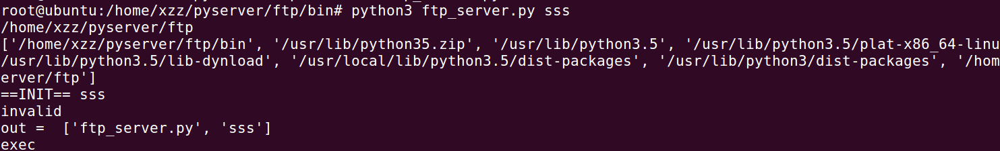 root@ubuntu:/home/xzz/pyserver/ftp/bin# python3 ftp_server.py sss
/home/xzz/pyserver/ftp
['/home/xzz/pyserver/ftp/bin', '/usr/lib/python35.zip', '/usr/lib/python3.5', '/usr/lib/python3.5/plat-x86_64-linu
/usr/lib/python3.5/lib-dynload', '/usr/local/lib/python3.5/dist-packages', '/usr/lib/python3/dist-packages', '/hom
erver/ftp']
==INIT== sss
invalid
out =  ['ftp_server.py', 'sss']
exec